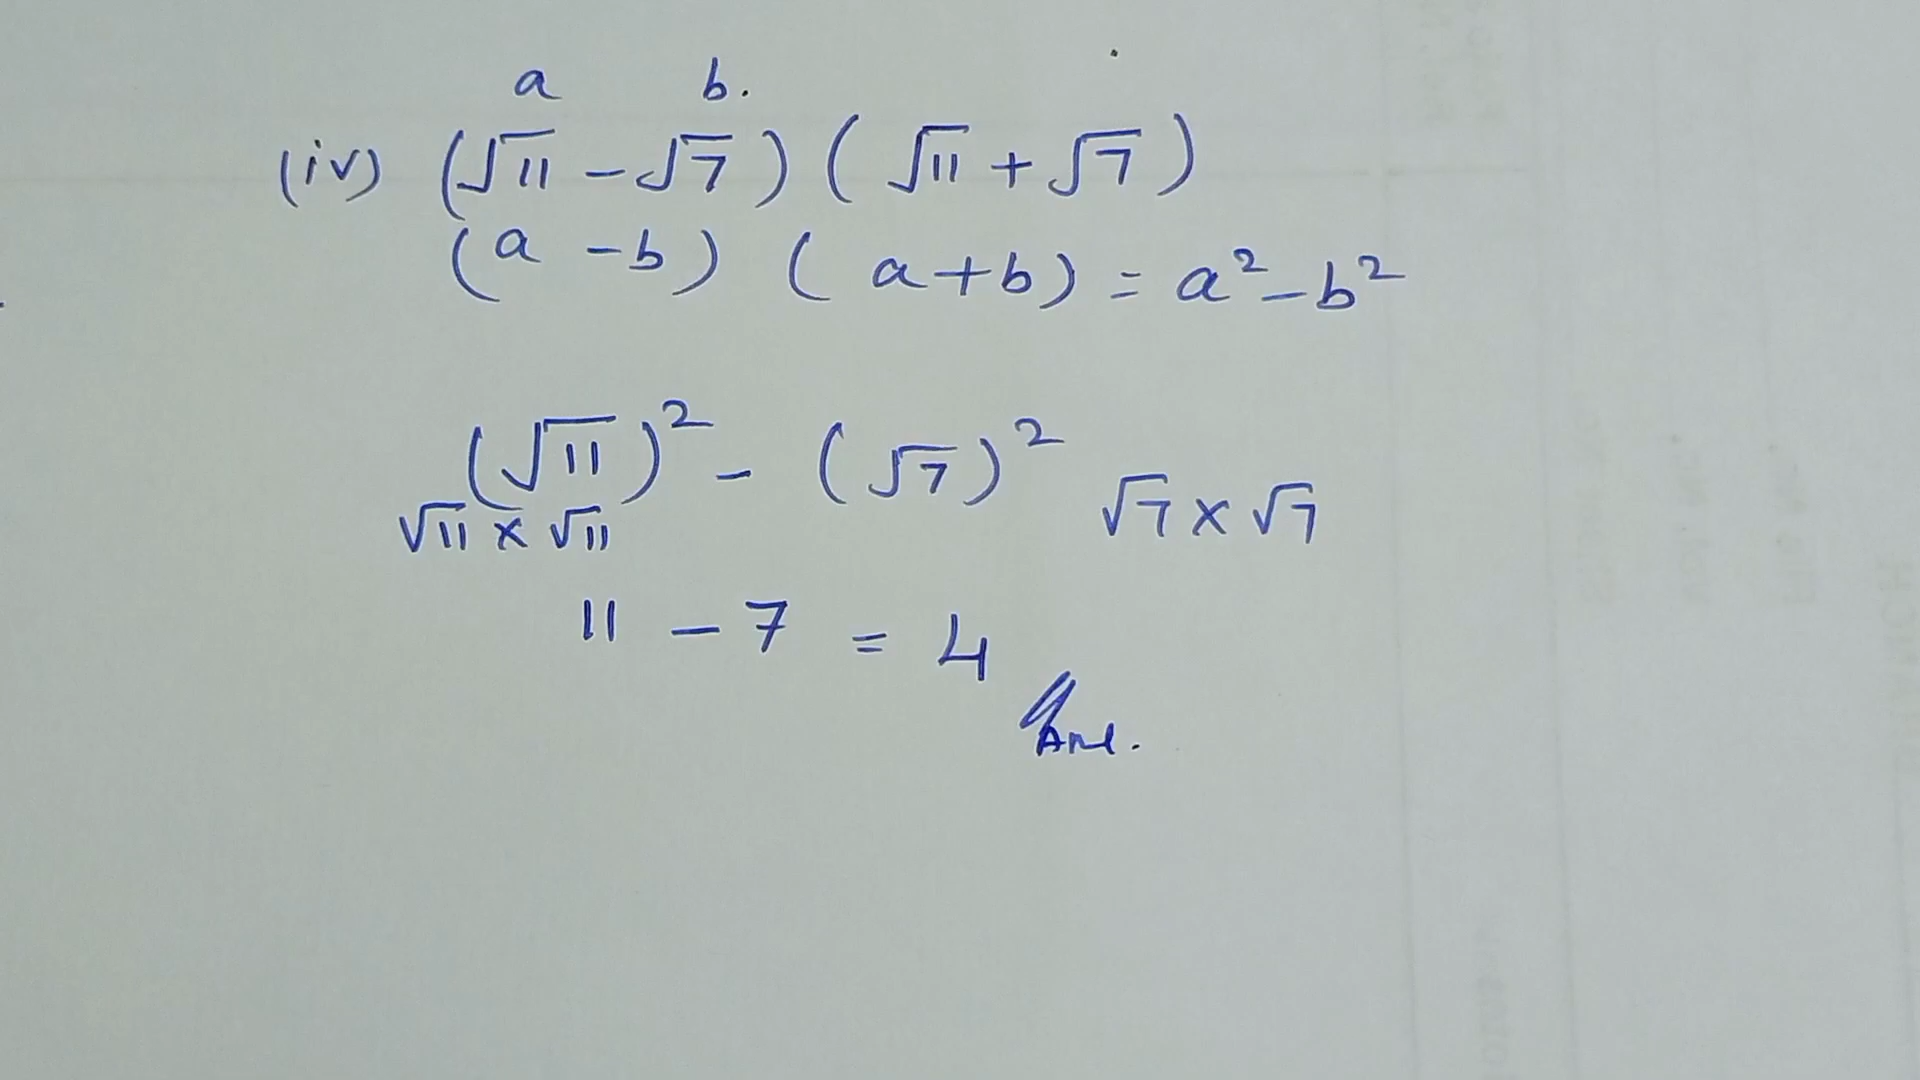 a b.
(iv) (√11 - √7) (√11 + √7)
(a - b) (a + b) = a² - b²
(√11)² - (√7)²
√11 × √11 √7 × √7
11 - 7 = 4
Ans.